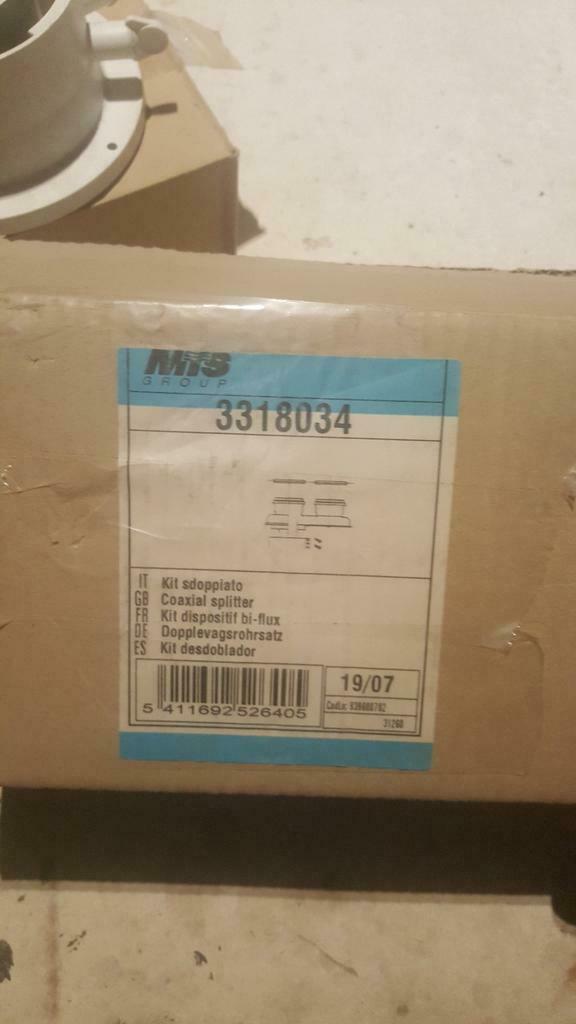 MTS
GROUP
3318034
IT Kit sdoppiato
GB Coaxial splitter
FR Kit dispositif bi-flux
DE Dopplevagsrohrsatz
ES Kit desdoblador
5 411692 526405
19/07
31260